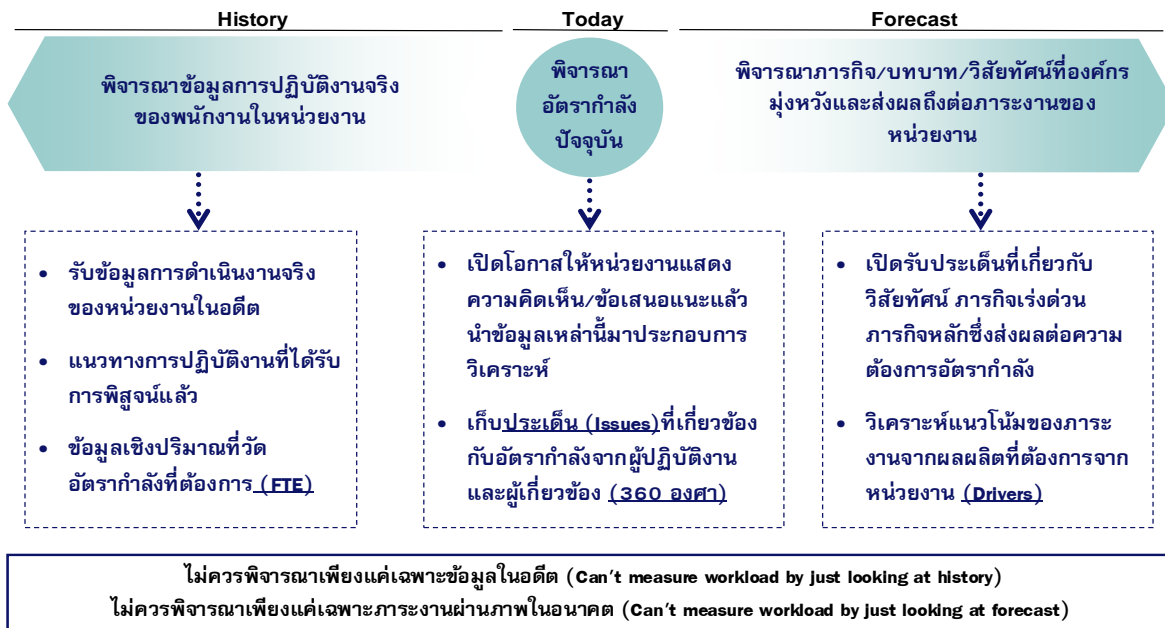 History
Today
Forecast
พิจารณาข้อมูลการปฏิบัติงานจริง
ของพนักงานในหน่วยงาน
พิจารณา
อัตรากำลัง
ปัจจุบัน
พิจารณาภารกิจ/บทบาท/วิสัยทัศน์ที่องค์กร
มุ่งหวังและส่งผลถึงต่อภาระงานของ
หน่วยงาน
• รับข้อมูลการดำเนินงานจริง
ของหน่วยงานในอดีต
• แนวทางการปฏิบัติงานที่ได้รับ
การพิสูจน์แล้ว
• ข้อมูลเชิงปริมาณที่วัด
อัตรากำลังที่ต้องการ (FTE)
• เปิดโอกาสให้หน่วยงานแสดง
ความคิดเห็น/ข้อเสนอแนะแล้ว
นำข้อมูลเหล่านี้มาประกอบการ
วิเคราะห์
• เก็บประเด็น (Issues)ที่เกี่ยวข้อง
กับอัตรากำลังจากผู้ปฏิบัติงาน
และผู้เกี่ยวข้อง (360 องศา)
• เปิดรับประเด็นที่เกี่ยวกับ
วิสัยทัศน์ ภารกิจเร่งด่วน
ภารกิจหลักซึ่งส่งผลต่อความ
ต้องการอัตรากำลัง
• วิเคราะห์แนวโน้มของภาระ
งานจากผลผลิตที่ต้องการจาก
หน่วยงาน (Drivers)
ไม่ควรพิจารณาเพียงแค่เฉพาะข้อมูลในอดีต (Can't measure workload by just looking at history)
ไม่ควรพิจารณาเพียงแค่เฉพาะภาระงานผ่านภาพในอนาคต (Can't measure workload by just looking at forecast)